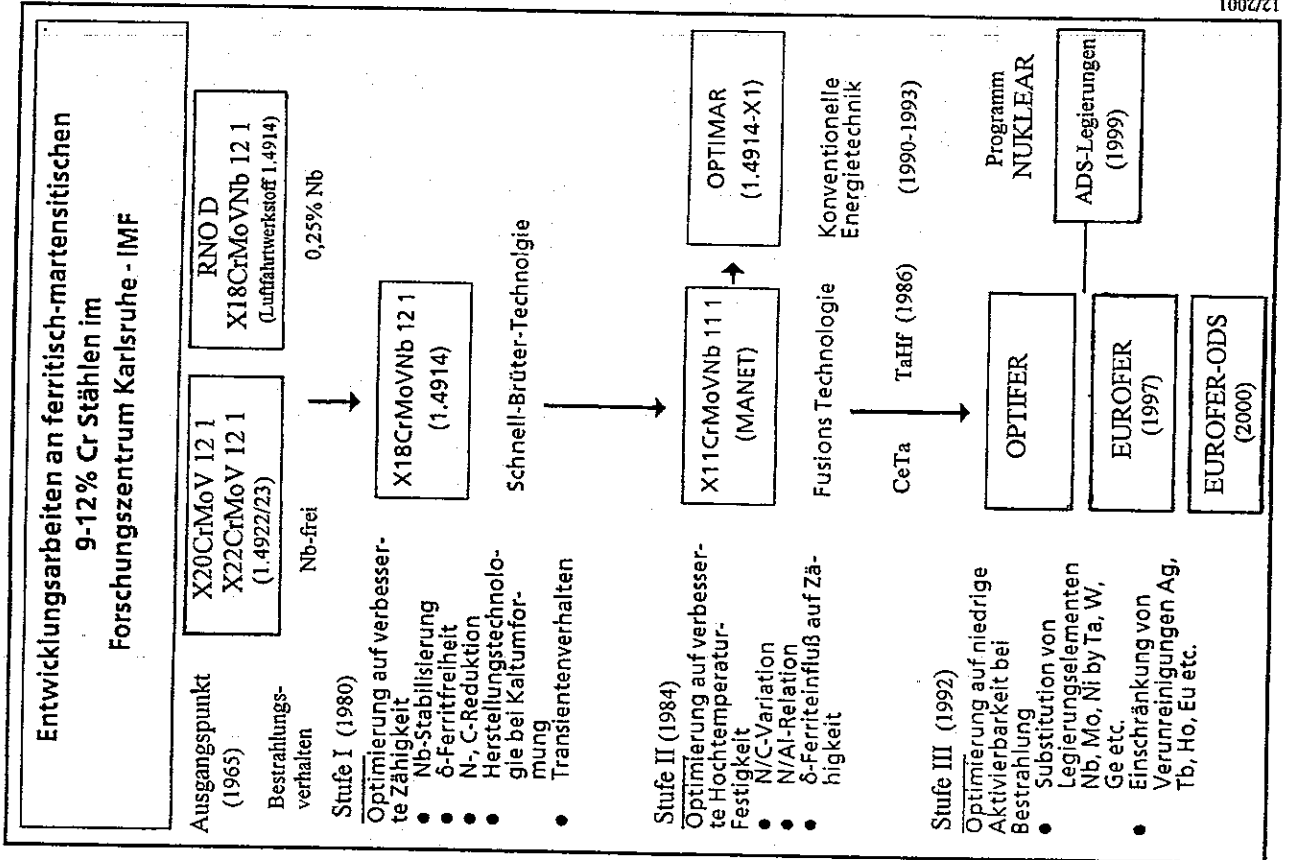 Entwicklungsarbeiten an ferritisch-martensitischen
9-12% Cr Stählen im
Forschungszentrum Karlsruhe - IMF
Ausgangspunkt
(1965)
X20CrMoV 12 1
X22CrMoV 12 1
(1.4922/23)
RNO D
X18CrMoVNb 12 1
(Luftfahrtwerkstoff 1.4914)
Bestrahlungs-
verhalten
Nb-frei
0,25% Nb
Stufe I (1980)
Optimierung auf verbesser-
te Zähigkeit
● Nb-Stabilisierung
● δ-Ferritfreiheit
● N-, C-Reduktion
● Herstellungstechnolo-
gie bei Kaltumfor-
mung
● Transientenverhalten
X18CrMoVNb 12 1
(1.4914)
Schnell-Brüter-Technolgie
Stufe II (1984)
Optimierung auf verbesser-
te Hochtemperatur-
Festigkeit
● N/C-Variation
● N/Al-Relation
● δ-Ferriteinfluß auf Zä-
higkeit
X11CrMoVNb 11 1
(MANET)
OPTIMAR
(1.4914-X1)
Fusions Technologie
Konventionelle
Energietechnik
CeTa TaHf (1986) (1990-1993)
Stufe III (1992)
Optimierung auf niedrige
Aktivierbarkeit bei
Bestrahlung
● Substitution von
Legierungselementen
Nb, Mo, Ni by Ta, W,
Ge etc.
● Einschränkung von
Verunreinigungen Ag,
Tb, Ho, Eu etc.
OPTIFER
EUROFER
(1997)
EUROFER-ODS
(2000)
Programm
NUKLEAR
ADS-Legierungen
(1999)
12/2001